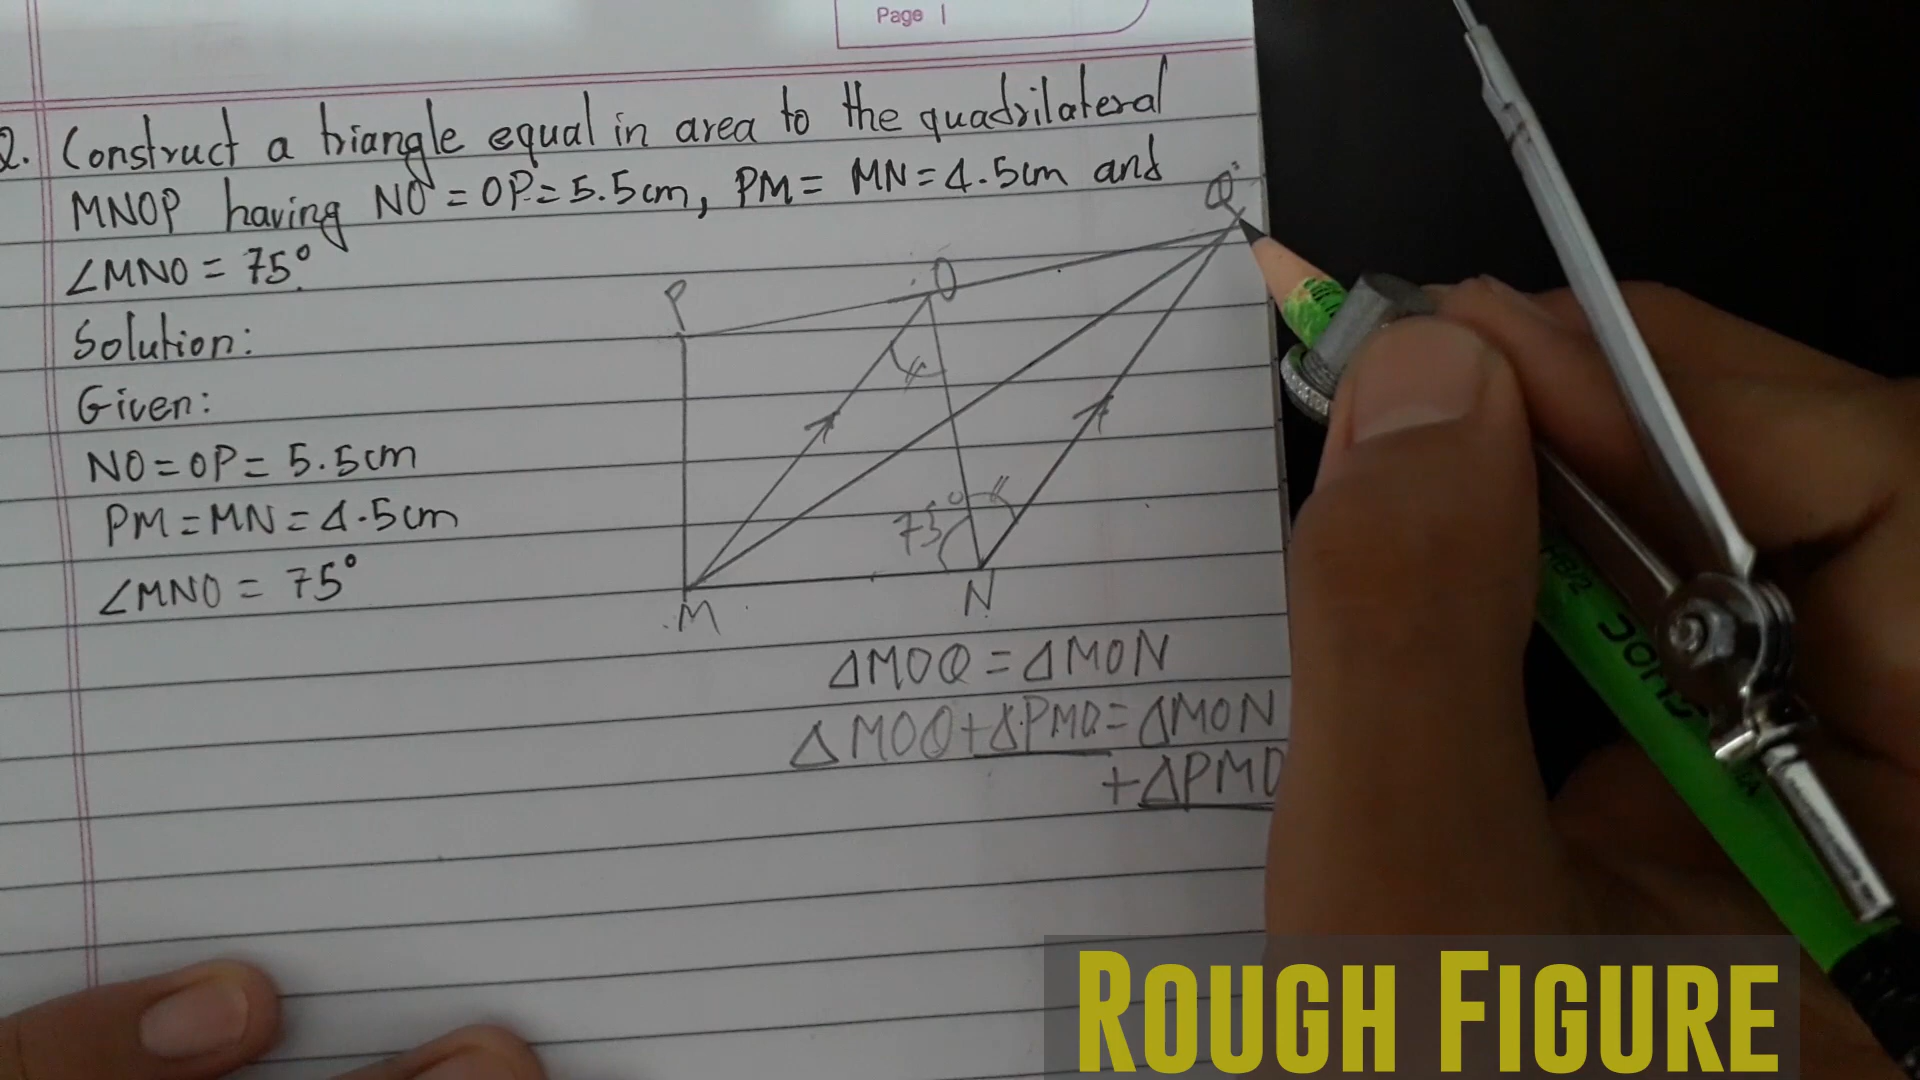 Page |
2. Construct a triangle equal in area to the quadrilateral
MNOP having NO = OP = 5.5cm, PM = MN = 4.5cm and
∠MNO = 75°
Solution:
Given:
NO = OP = 5.5cm
PM = MN = 4.5cm
∠MNO = 75°
Q
P
O
75°
M
N
ΔMOQ = ΔMON
ΔMOQ + ΔPMO = ΔMON
+ ΔPMO
ROUGH FIGURE